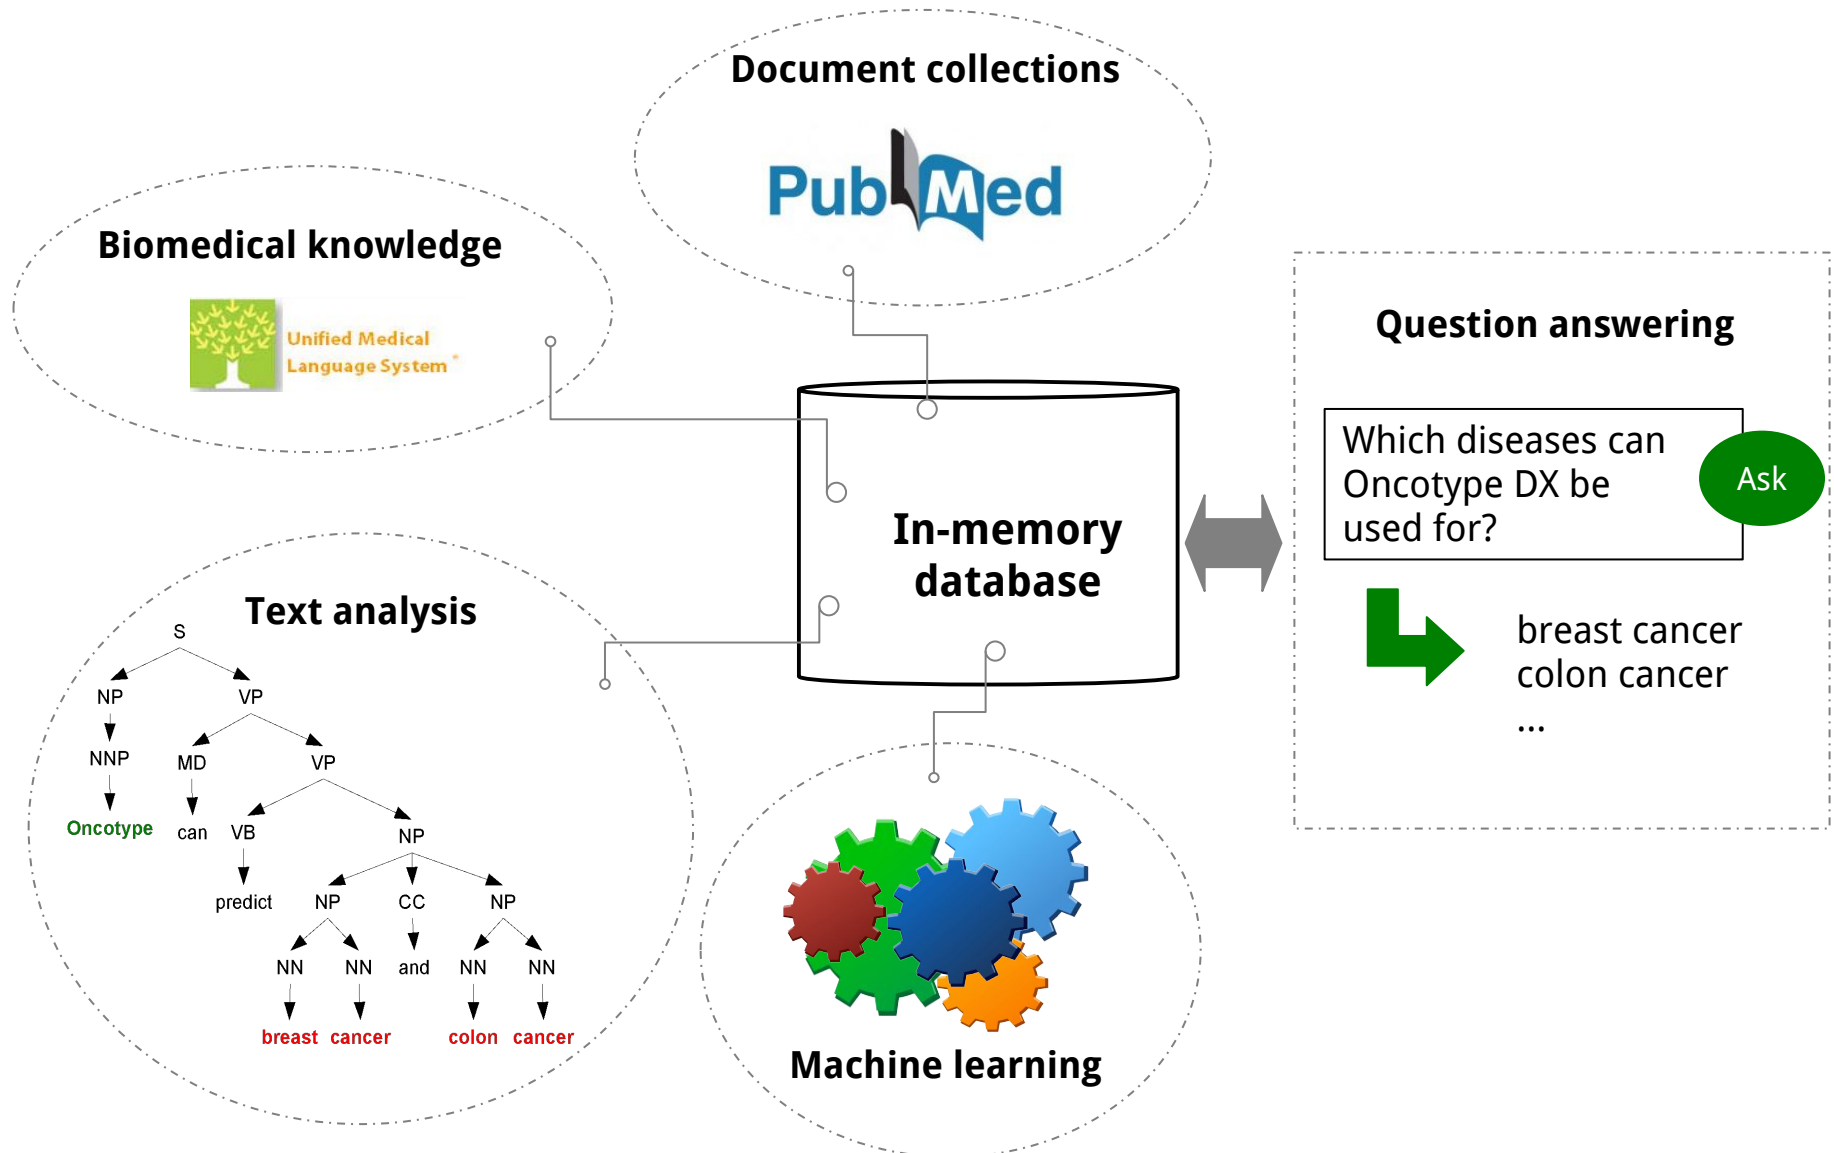 Document collections
PubMed
Biomedical knowledge
Unified Medical
Language System
Question answering
Which diseases can
Oncotype DX be
used for?
Ask
breast cancer
colon cancer
...
In-memory
database
Text analysis
S
NP VP
NNP MD VP
Oncotype can VB NP
predict NP CC NP
NN NN and NN NN
breast cancer colon cancer
Machine learning